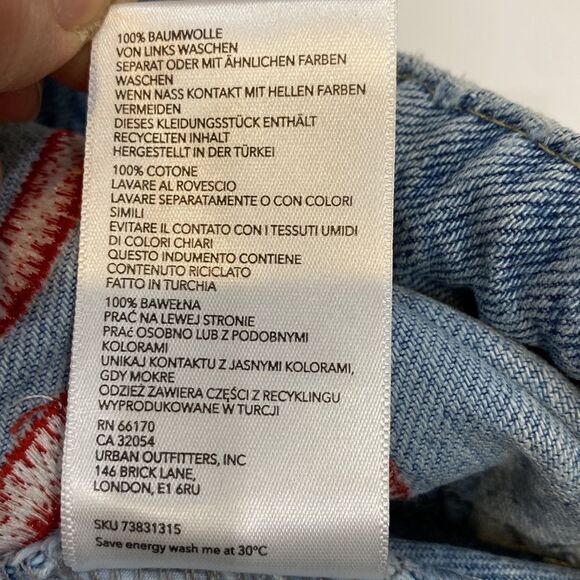 100% BAUMWOLLE
VON LINKS WASCHEN
SEPARAT ODER MIT ÄHNLICHEN FARBEN
WASCHEN
WENN NASS KONTAKT MIT HELLEN FARBEN
VERMEIDEN
DIESES KLEIDUNGSSTÜCK ENTHÄLT
RECYCELTEN INHALT
HERGESTELLT IN DER TÜRKEI
100% COTONE
LAVARE AL ROVESCIO
LAVARE SEPARATAMENTE O CON COLORI
SIMILI
EVITARE IL CONTATO CON I TESSUTI UMIDI
DI COLORI CHIARI
QUESTO INDUMENTO CONTIENE
CONTENUTO RICICLATO
FATTO IN TURCHIA
100% BAWEŁNA
PRAĆ NA LEWEJ STRONIE
PRAć OSOBNO LUB Z PODOBNYMI
KOLORAMI
UNIKAJ KONTAKTU Z JASNYMI KOLORAMI,
GDY MOKRE
ODZIEŻ ZAWIERA CZĘŚCI Z RECYKLINGU
WYPRODUKOWANE W TURCJI
RN 66170
CA 32054
URBAN OUTFITTERS, INC
146 BRICK LANE,
LONDON, E1 6RU
SKU 73831315
Save energy wash me at 30°C